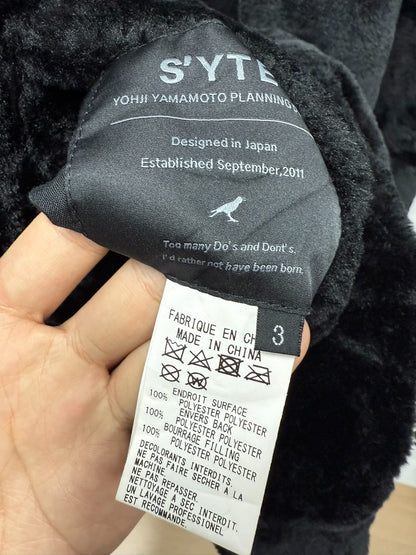 S'YTE
YOHJI YAMAMOTO PLANNING
Designed in Japan
Established September,2011
Too many Do's and Dont's.
I'd rather not have been born.
3
FABRIQUE EN
MADE IN CHINA
ENDROIT SURFACE
100% POLYESTER POLYESTER
ENVERS BACK
100% POLYESTER POLYESTER
BOURRAGE FILLING
100% POLYESTER POLYESTER
DECOLORANTS INTERDITS.
NE PAS FAIRE SECHER A LA
MACHINE.
NE PAS REPASSER.
NETTOYAGE A SEC INTERDIT.
UN LAVAGE PROFESSIONEL
EST RECOMMANDE.